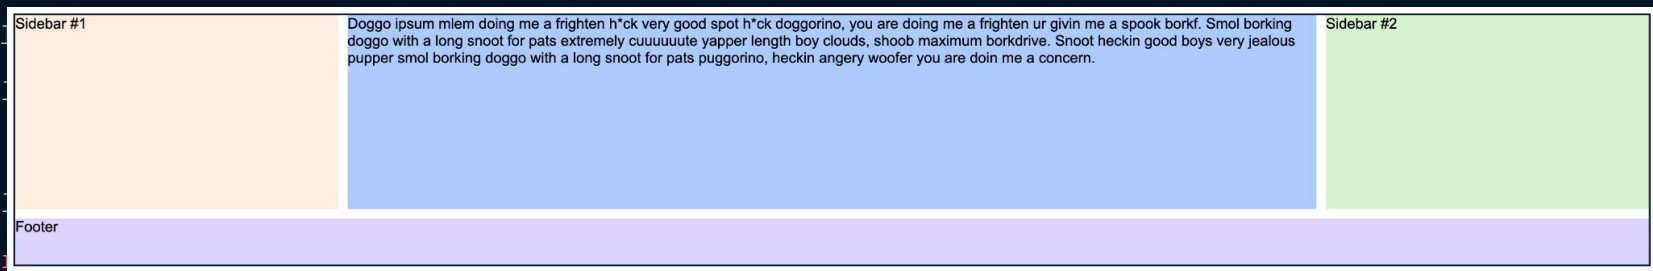 Sidebar #1
Doggo ipsum mlem doing me a frighten h*ck very good spot h*ck doggorino, you are doing me a frighten ur givin me a spook borkf. Smol borking
doggo with a long snoot for pats extremely cuuuuuute yapper length boy clouds, shoob maximum borkdrive. Snoot heckin good boys very jealous
pupper smol borking doggo with a long snoot for pats puggorino, heckin angery woofer you are doin me a concern.
Sidebar #2
Footer